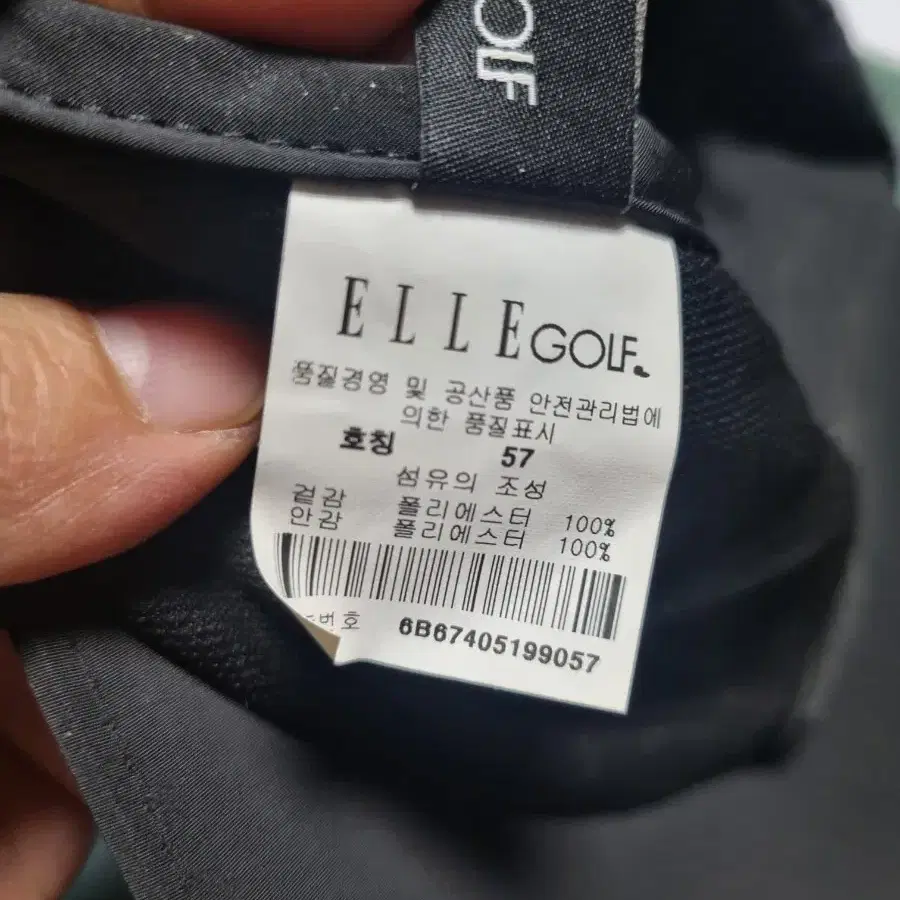 OLF
ELLE GOLF.
품질경영 및 공산품 안전관리법에
의한 품질표시
호칭 57
섬유의 조성
겉감 폴리에스터 100%
안감 폴리에스터 100%
6B67405199057